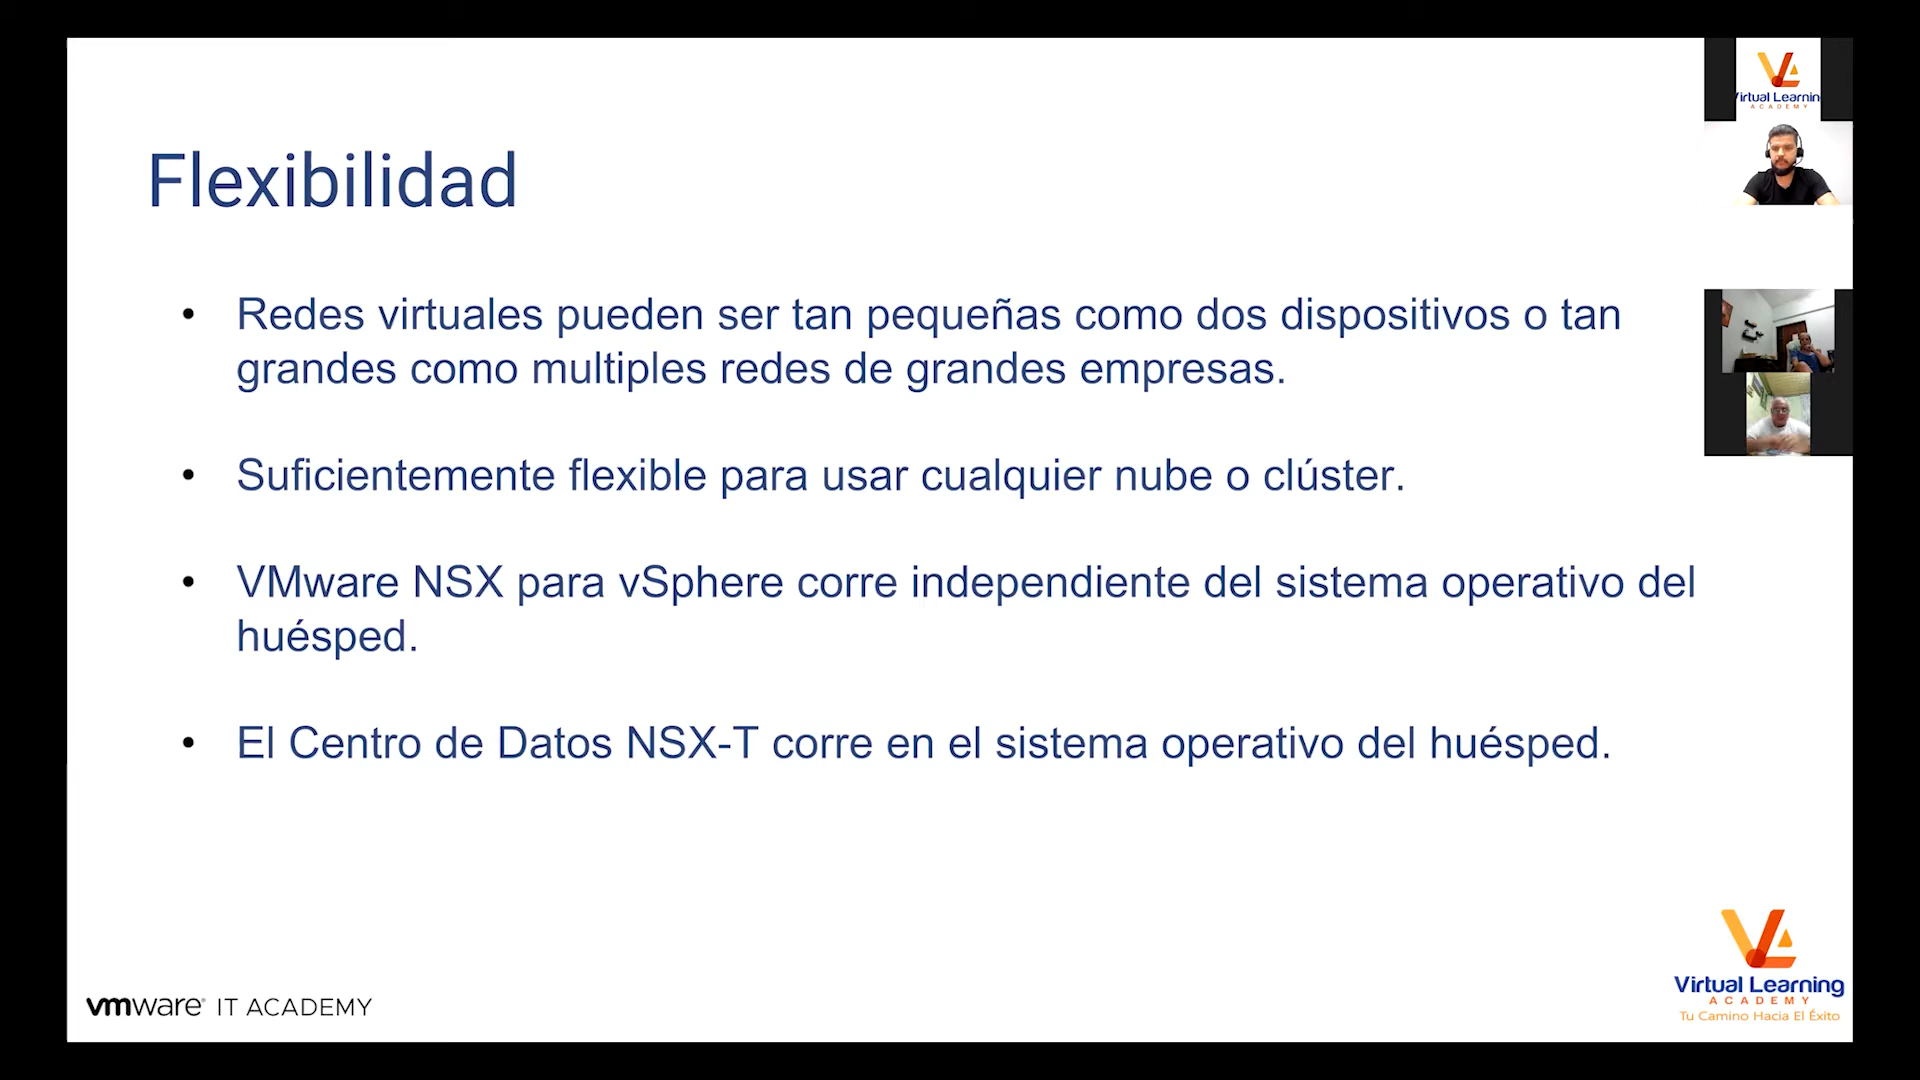 Flexibilidad
• Redes virtuales pueden ser tan pequeñas como dos dispositivos o tan
grandes como multiples redes de grandes empresas.
• Suficientemente flexible para usar cualquier nube o clúster.
• VMware NSX para vSphere corre independiente del sistema operativo del
huésped.
• El Centro de Datos NSX-T corre en el sistema operativo del huésped.
vmware® IT ACADEMY
Virtual Learning
ACADEMY
Tu Camino Hacia El Éxito
irtual Learnin
ACADEMY